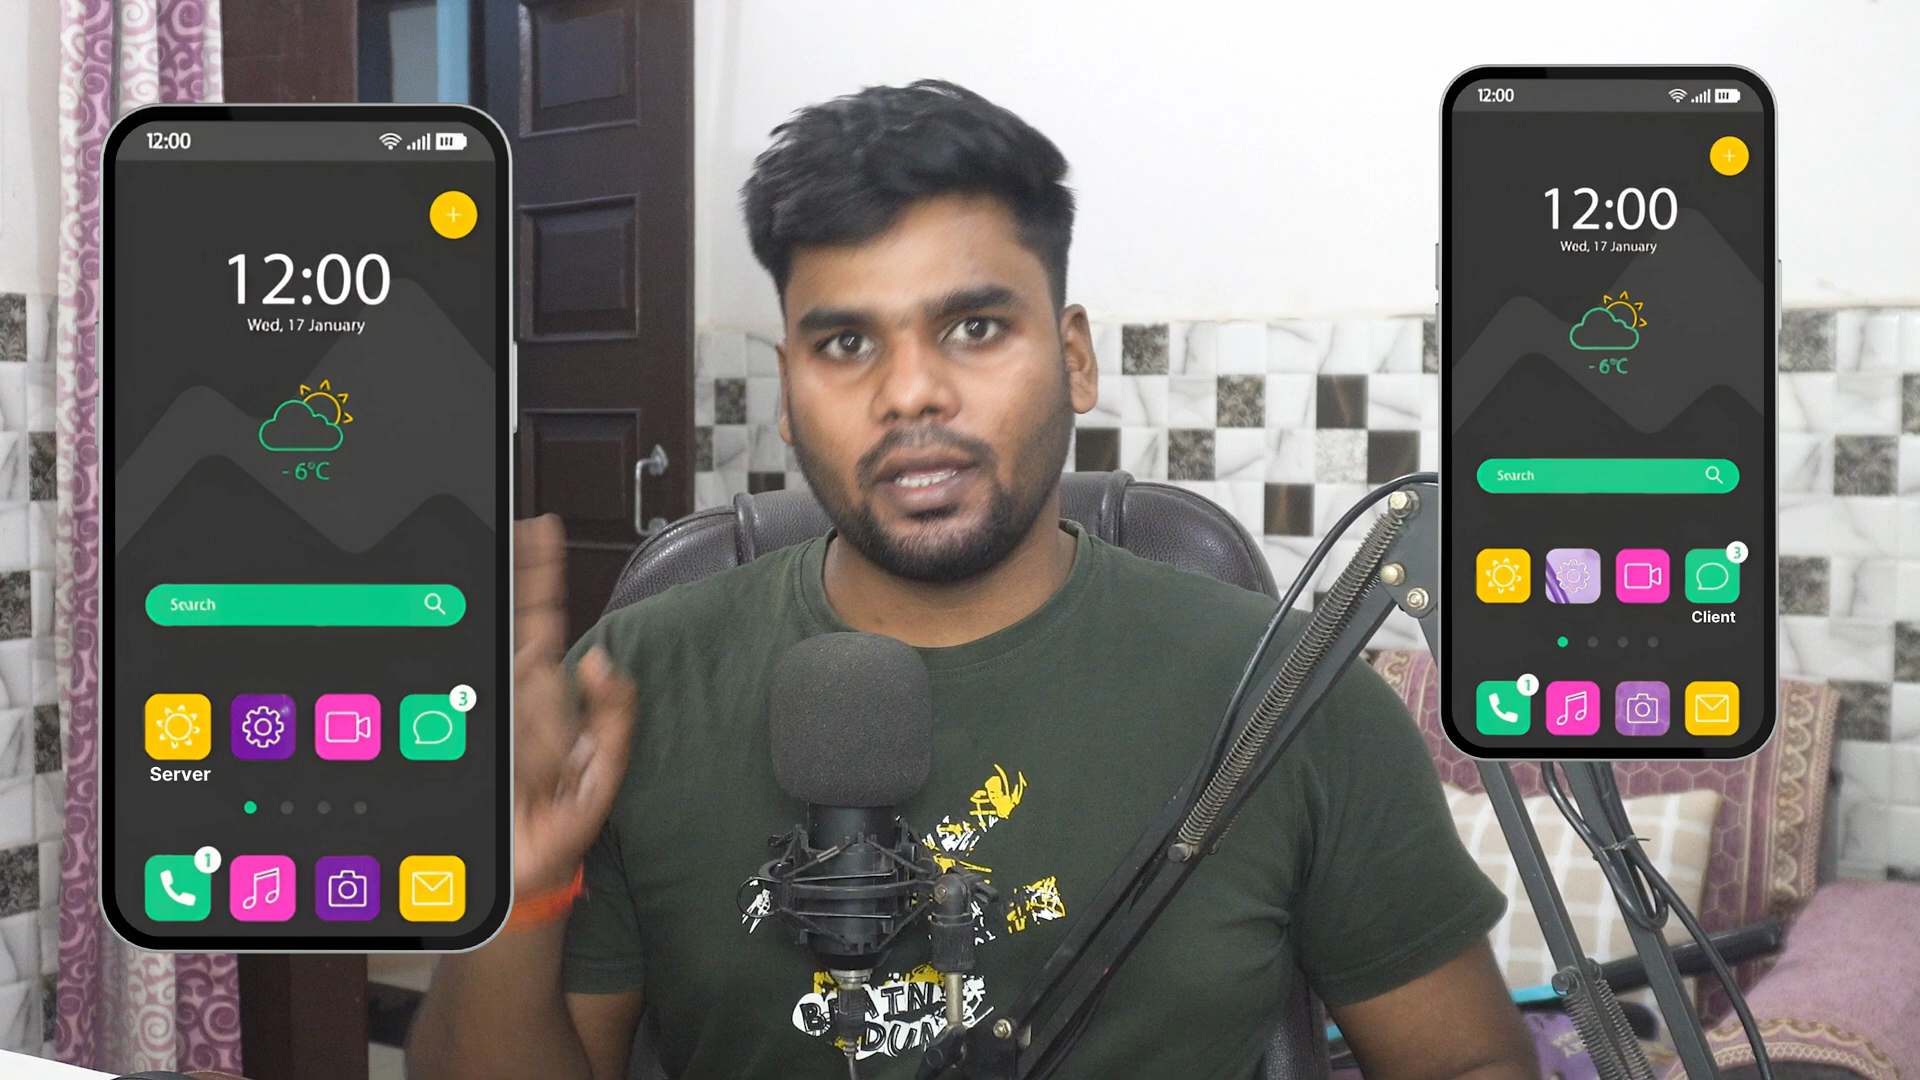 12:00
12:00
Wed, 17 January
- 6°C
Search
3
Server
1
12:00
12:00
Wed, 17 January
- 6°C
Search
3
Client
1